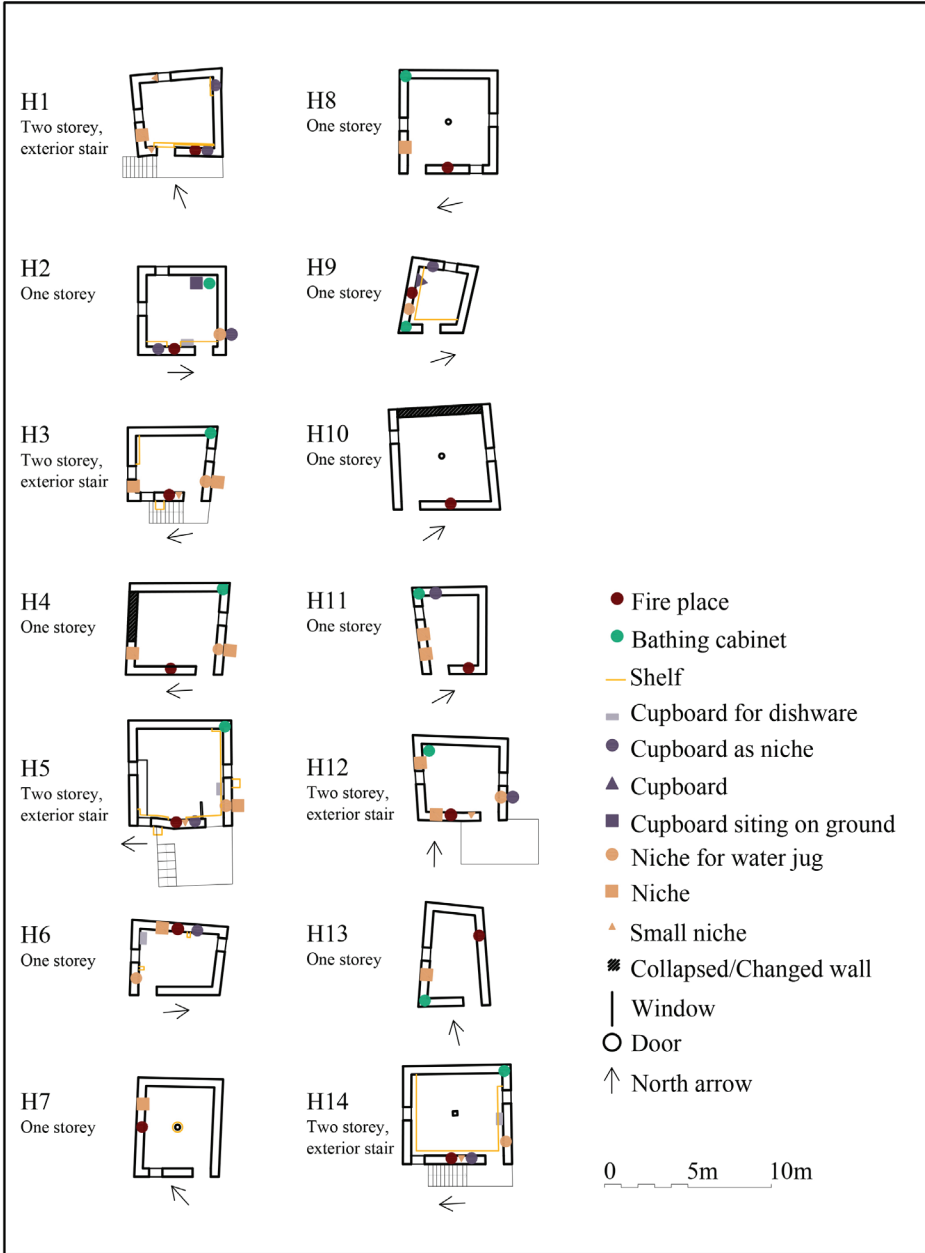 H1
Two storey,
exterior stair
H2
One storey
H3
Two storey,
exterior stair
H4
One storey
H5
Two storey,
exterior stair
H6
One storey
H7
One storey
H8
One storey
H9
One storey
H10
One storey
H11
One storey
H12
Two storey,
exterior stair
H13
One storey
H14
Two storey,
exterior stair
Fire place
Bathing cabinet
Shelf
Cupboard for dishware
Cupboard as niche
Cupboard
Cupboard siting on ground
Niche for water jug
Niche
Small niche
Collapsed/Changed wall
Window
Door
North arrow
0 5m 10m